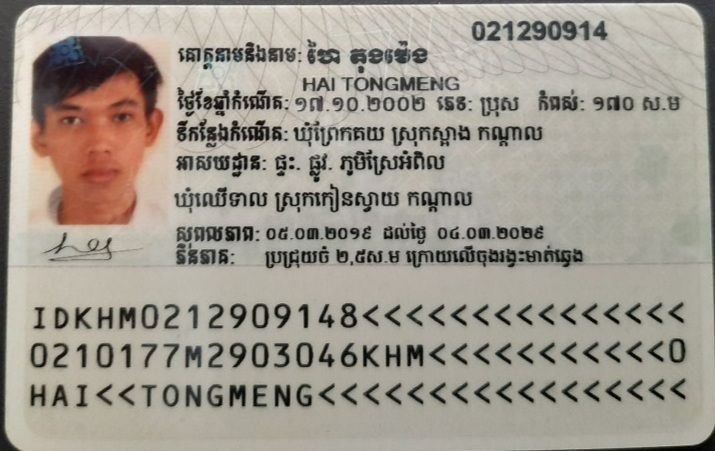 021290914
គោត្តនាមនិងនាម: ហៃ តុងម៉េង
HAI TONGMENG
ថ្ងៃខែឆ្នាំកំណើត: ១៧.១០.២០០២ ភេទ: ប្រុស កំពស់: ១៧០ ស.ម
ទីកន្លែងកំណើត: ឃុំព្រែកគយ ស្រុកស្អាង កណ្តាល
អាសយដ្ឋាន: ផ្ទះ. ផ្លូវ. ភូមិស្រែអំពិល
ឃុំឈើទាល ស្រុកកៀនស្វាយ កណ្តាល
សុពលភាព: ០៥.០៣.២០១៩ ដល់ថ្ងៃ ០៤.០៣.២០២៩
ភិនភាគ: ប្រជ្រុយចំ ២,៥ស.ម ក្រោយលើចុងរង្វះមាត់ឆ្វេង
IDKHM0212909148<<<<<<<<<<<<<<<
0210177M2903046KHM<<<<<<<<<<<0
HAI<<TONGMENG<<<<<<<<<<<<<<<<<